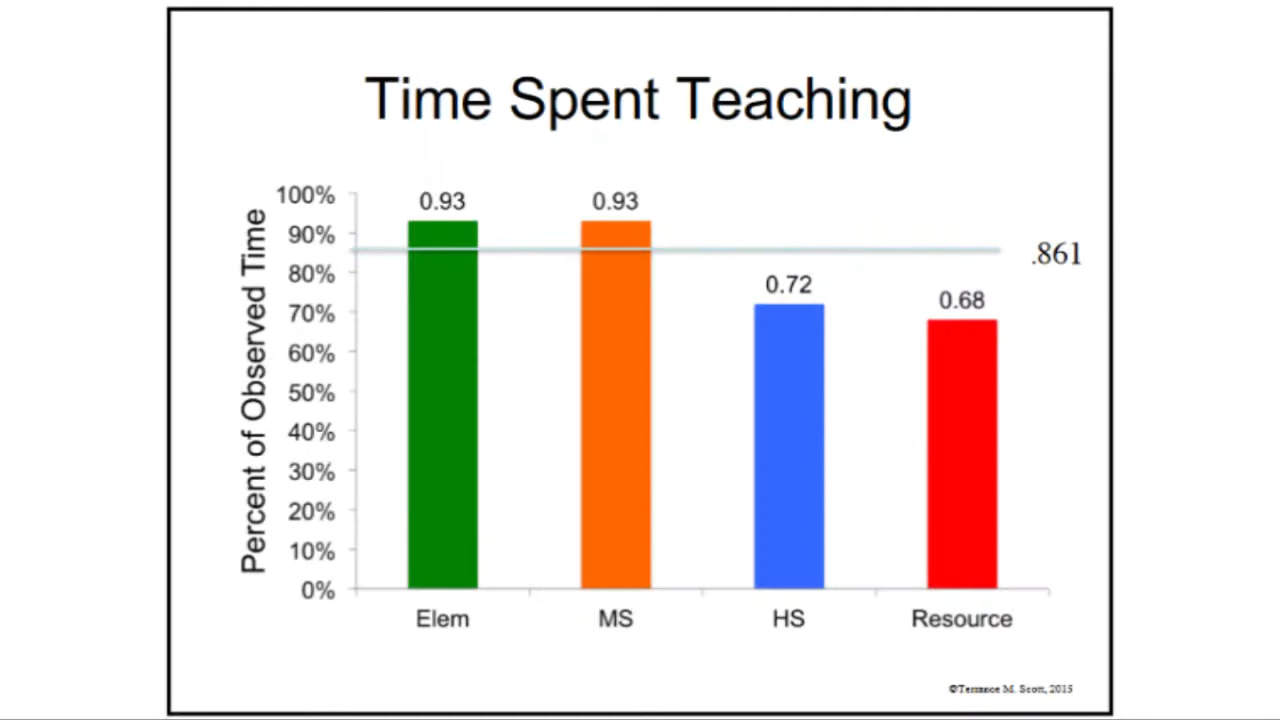 Time Spent Teaching
Percent of Observed Time
100%
90%
80%
70%
60%
50%
40%
30%
20%
10%
0%
0.93
0.93
0.72
0.68
.861
Elem
MS
HS
Resource
©Terrance M. Scott, 2015